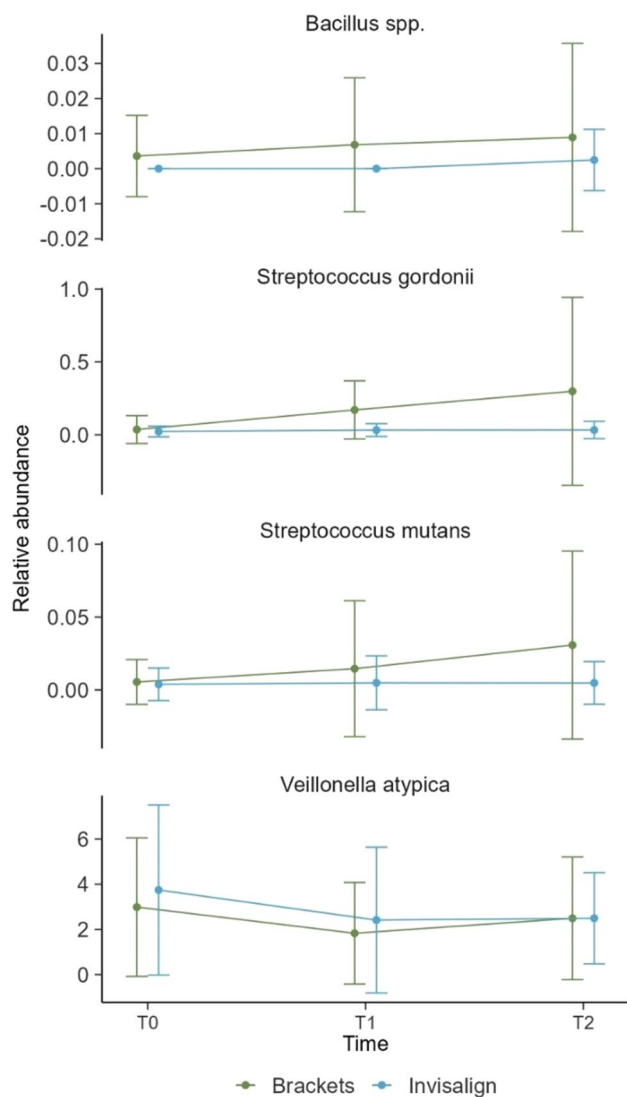 Bacillus spp.
0.03
0.02
0.01
0.00
-0.01
-0.02
Streptococcus gordonii
1.0
0.5
0.0
Relative abundance
Streptococcus mutans
0.10
0.05
0.00
Veillonella atypica
6
4
2
0
T0 T1 T2
Time
Brackets Invisalign